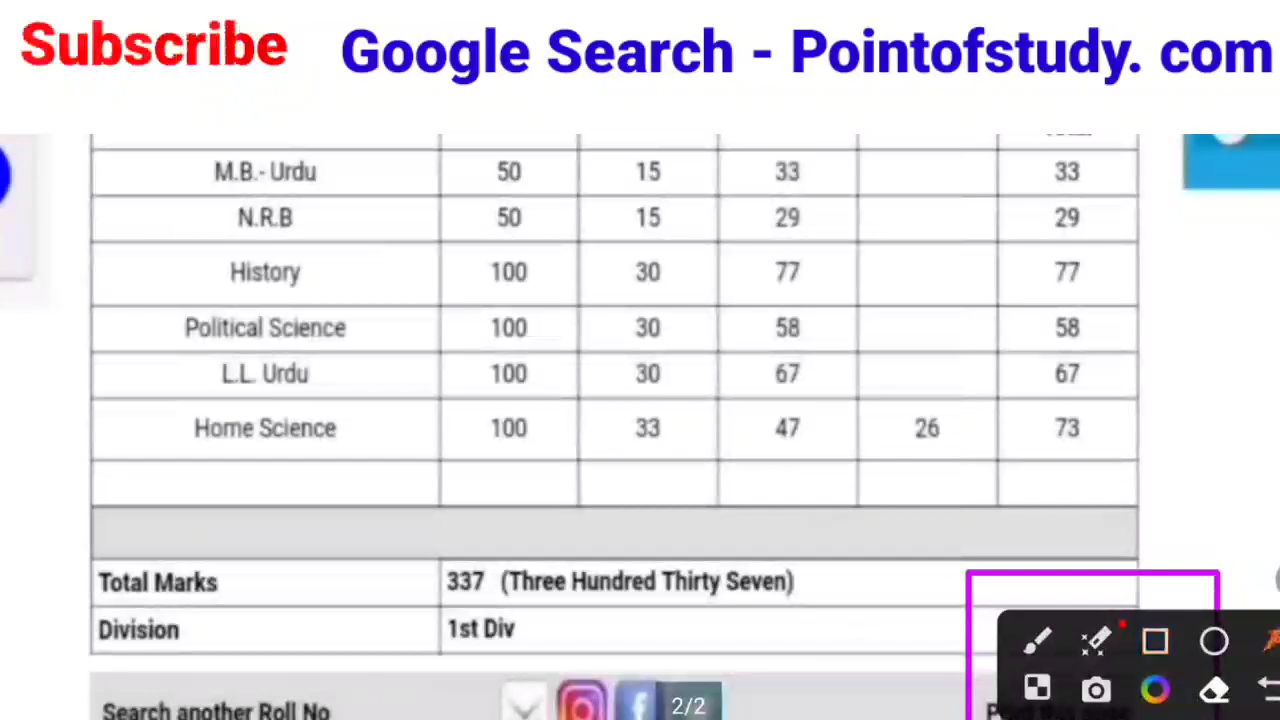 Subscribe Google Search - Pointofstudy. com
M.B.- Urdu 50 15 33 33
N.R.B 50 15 29 29
History 100 30 77 77
Political Science 100 30 58 58
L.L. Urdu 100 30 67 67
Home Science 100 33 47 26 73
Total Marks 337 (Three Hundred Thirty Seven)
Division 1st Div
Search another Roll No
2/2